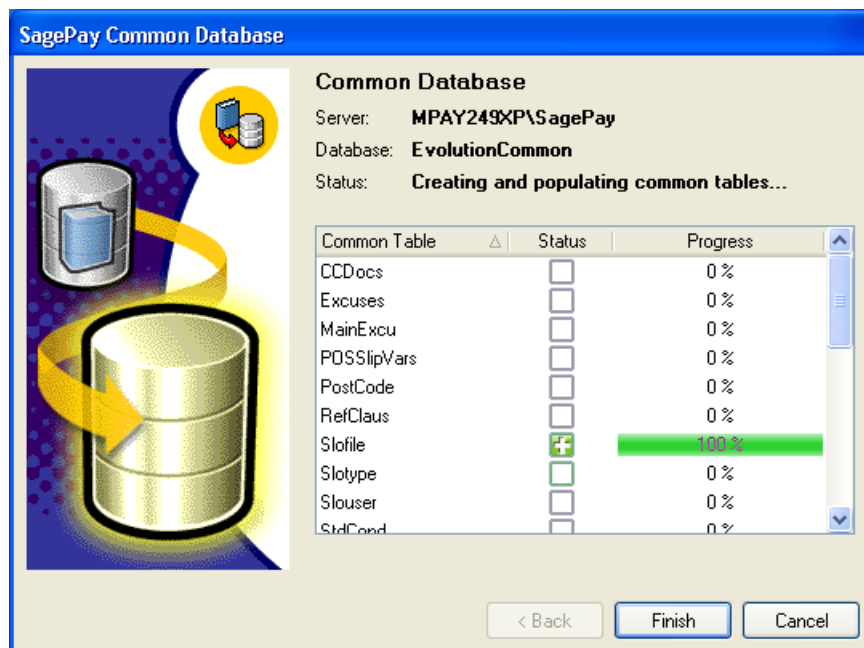 SagePay Common Database
Common Database
Server: MPAY249XP\SagePay
Database: EvolutionCommon
Status: Creating and populating common tables...
Common Table Status Progress
CCDocs 0 %
Excuses 0 %
MainExcu 0 %
POSSlipVars 0 %
PostCode 0 %
RefClaus 0 %
Slofile 100 %
Slotype 0 %
Slouser 0 %
StdCond 0 %
< Back Finish Cancel